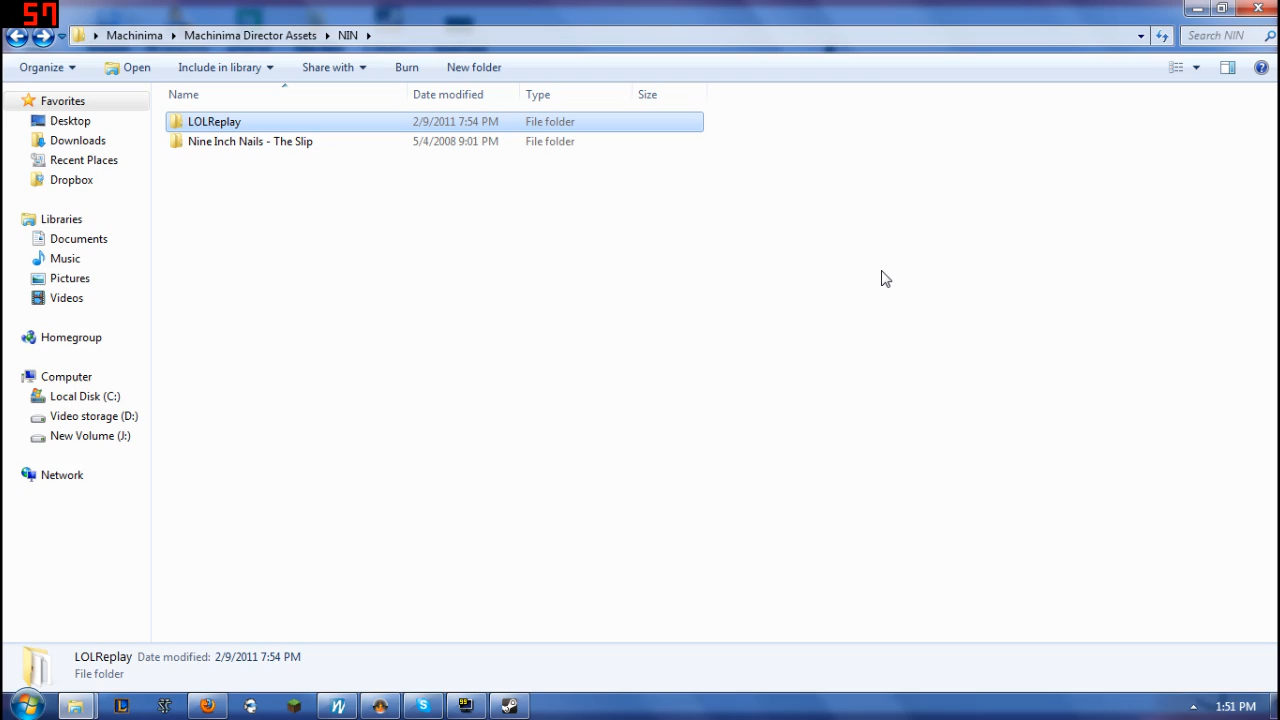 57
Machinima Machinima Director Assets NIN Search NIN
Organize Open Include in library Share with Burn New folder
Name Date modified Type Size
Favorites
Desktop
Downloads
Recent Places
Dropbox
Libraries
Documents
Music
Pictures
Videos
Homegroup
Computer
Local Disk (C:)
Video storage (D:)
New Volume (J:)
Network
LOLReplay 2/9/2011 7:54 PM File folder
Nine Inch Nails - The Slip 5/4/2008 9:01 PM File folder
LOLReplay Date modified: 2/9/2011 7:54 PM
File folder
1:51 PM